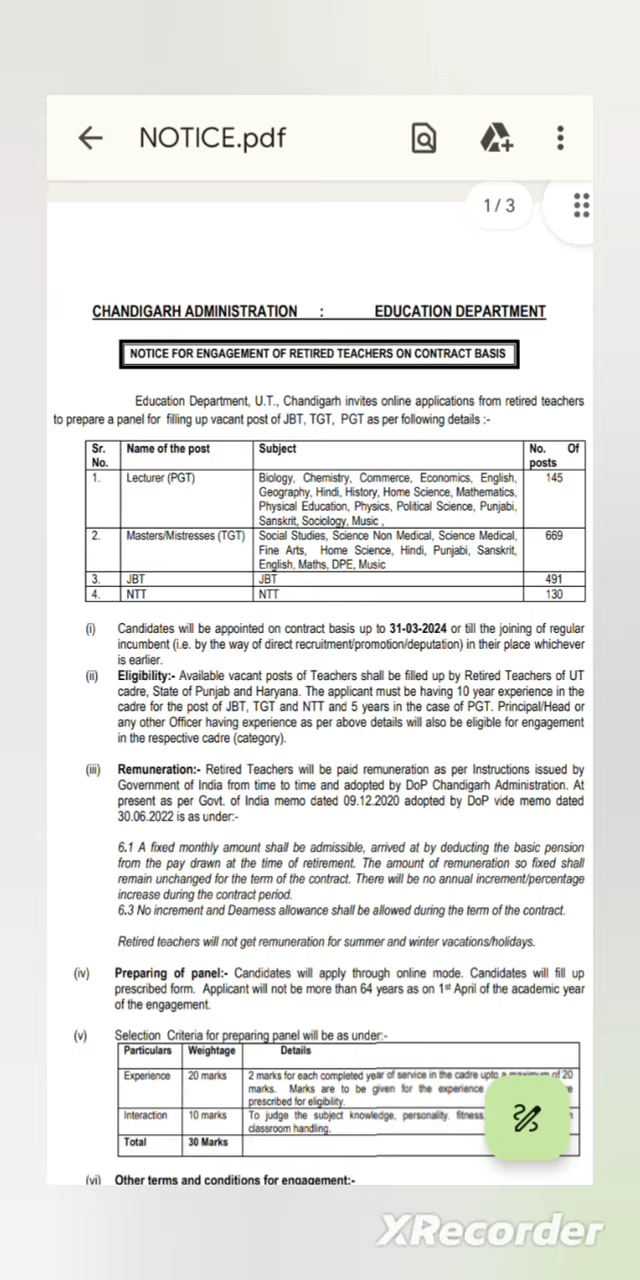 NOTICE.pdf
1 / 3
CHANDIGARH ADMINISTRATION : EDUCATION DEPARTMENT
NOTICE FOR ENGAGEMENT OF RETIRED TEACHERS ON CONTRACT BASIS
Education Department, U.T., Chandigarh invites online applications from retired teachers
to prepare a panel for filling up vacant post of JBT, TGT, PGT as per following details :-
Sr. No. Name of the post Subject No. Of posts
1. Lecturer (PGT) Biology, Chemistry, Commerce, Economics, English, 145
Geography, Hindi, History, Home Science, Mathematics,
Physical Education, Physics, Political Science, Punjabi,
Sanskrit, Sociology, Music ,
2. Masters/Mistresses (TGT) Social Studies, Science Non Medical, Science Medical, 669
Fine Arts, Home Science, Hindi, Punjabi, Sanskrit,
English, Maths, DPE, Music
3. JBT JBT 491
4. NTT NTT 130
(i) Candidates will be appointed on contract basis up to 31-03-2024 or till the joining of regular
incumbent (i.e. by the way of direct recruitment/promotion/deputation) in their place whichever
is earlier.
(ii) Eligibility:- Available vacant posts of Teachers shall be filled up by Retired Teachers of UT
cadre, State of Punjab and Haryana. The applicant must be having 10 year experience in the
cadre for the post of JBT, TGT and NTT and 5 years in the case of PGT. Principal/Head or
any other Officer having experience as per above details will also be eligible for engagement
in the respective cadre (category).
(iii) Remuneration:- Retired Teachers will be paid remuneration as per Instructions issued by
Government of India from time to time and adopted by DoP Chandigarh Administration. At
present as per Govt. of India memo dated 09.12.2020 adopted by DoP vide memo dated
30.06.2022 is as under:-
6.1 A fixed monthly amount shall be admissible, arrived at by deducting the basic pension
from the pay drawn at the time of retirement. The amount of remuneration so fixed shall
remain unchanged for the term of the contract. There will be no annual increment/percentage
increase during the contract period.
6.3 No increment and Dearness allowance shall be allowed during the term of the contract.
Retired teachers will not get remuneration for summer and winter vacations/holidays.
(iv) Preparing of panel:- Candidates will apply through online mode. Candidates will fill up
prescribed form. Applicant will not be more than 64 years as on 1st April of the academic year
of the engagement.
(v) Selection Criteria for preparing panel will be as under:-
Particulars Weightage Details
Experience 20 marks 2 marks for each completed year of service in the cadre upto a maximum of 20
marks. Marks are to be given for the experience
prescribed for eligibility.
Interaction 10 marks To judge the subject knowledge, personality, fitness,
classroom handling.
Total 30 Marks
(vi) Other terms and conditions for engagement:-
XRecorder